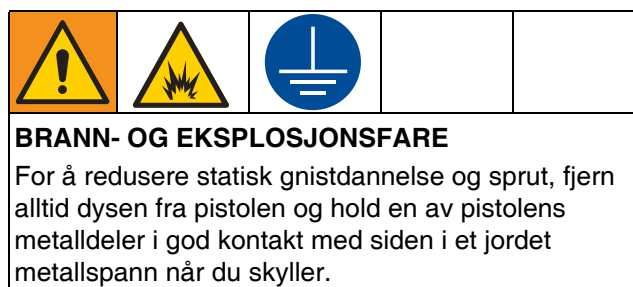 BRANN- OG EKSPLOSJONSFARE
For å redusere statisk gnistdannelse og sprut, fjern
alltid dysen fra pistolen og hold en av pistolens
metalldeler i god kontakt med siden i et jordet
metallspann når du skyller.